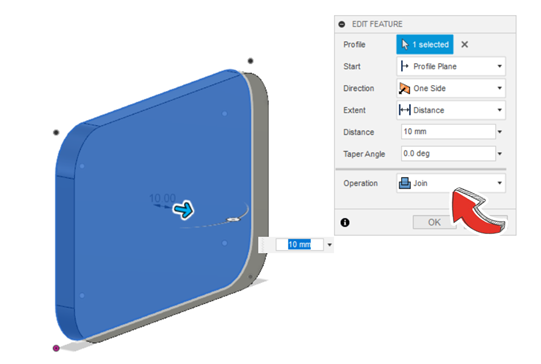 EDIT FEATURE
Profile 1 selected
Start Profile Plane
Direction One Side
Extent Distance
Distance 10 mm
Taper Angle 0.0 deg
Operation Join
OK
10.00
10 mm